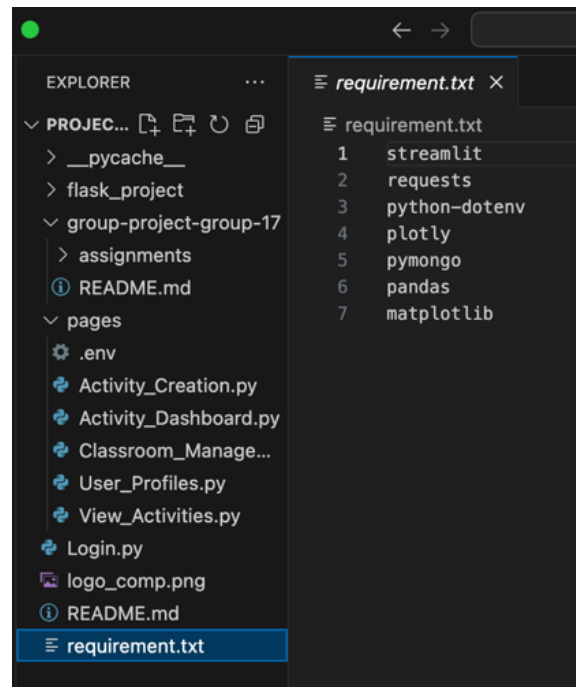 EXPLORER
PROJEC...
__pycache__
flask_project
group-project-group-17
assignments
README.md
pages
.env
Activity_Creation.py
Activity_Dashboard.py
Classroom_Manage...
User_Profiles.py
View_Activities.py
Login.py
logo_comp.png
README.md
requirement.txt
requirement.txt
requirement.txt
1 streamlit
2 requests
3 python-dotenv
4 plotly
5 pymongo
6 pandas
7 matplotlib